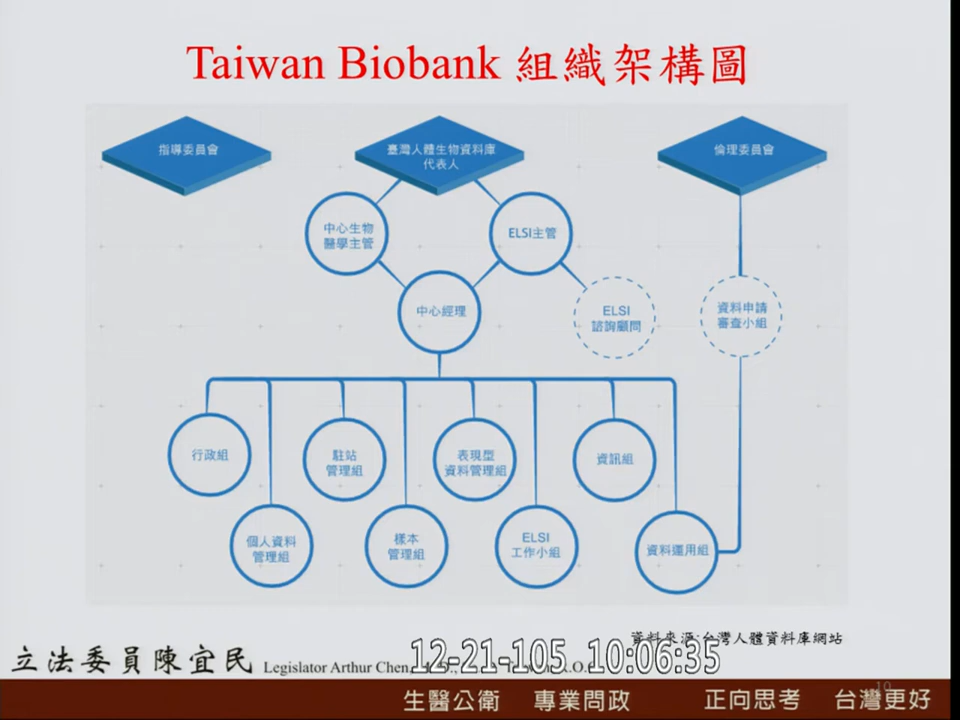 Taiwan Biobank 組織架構圖
指導委員會
臺灣人體生物資料庫
代表人
倫理委員會
中心生物
醫學主管
ELSI主管
中心經理
ELSI
諮詢顧問
資料申請
審查小組
行政組
駐站
管理組
表現型
資料管理組
資訊組
個人資料
管理組
樣本
管理組
ELSI
工作小組
資料運用組
資料來源:台灣人體資料庫網站
立法委員陳宜民 Legislator Arthur Chen,
12-21-105 10:06:35
10
生醫公衛 專業問政 正向思考 台灣更好